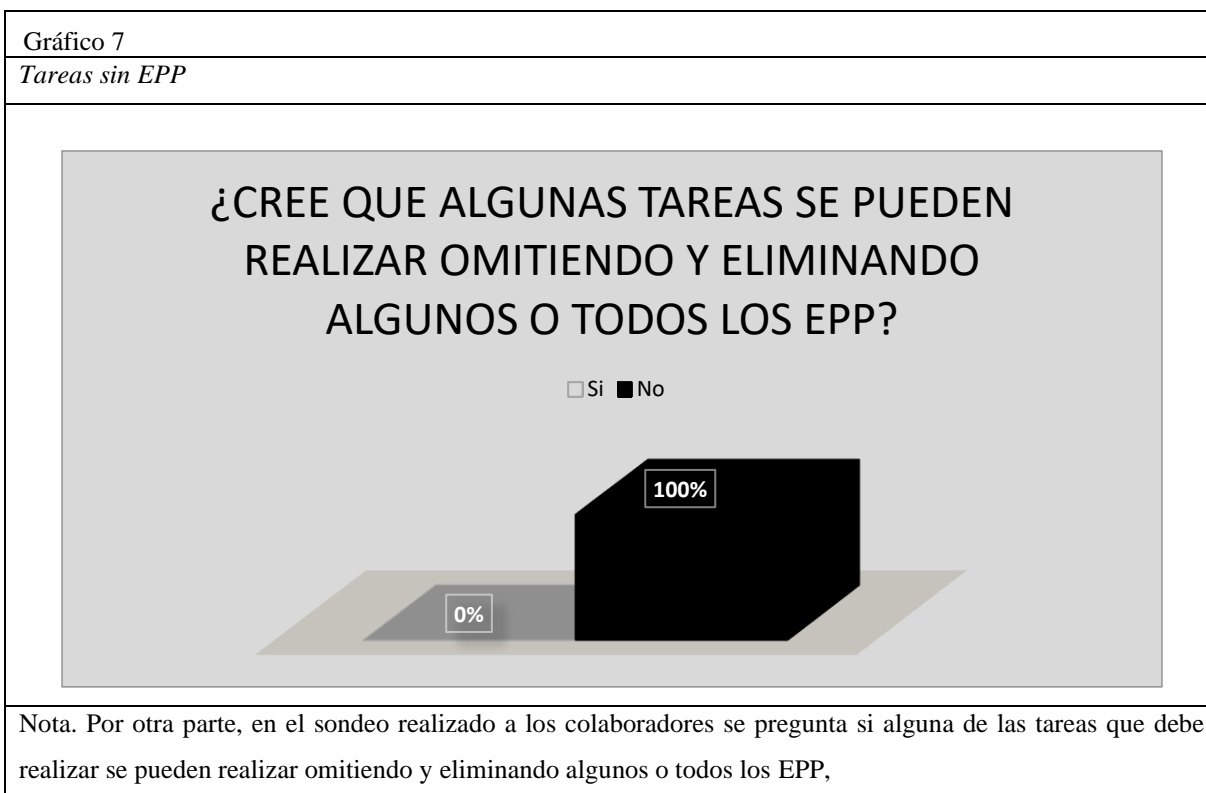 Gráfico 7
Tareas sin EPP
¿CREE QUE ALGUNAS TAREAS SE PUEDEN
REALIZAR OMITIENDO Y ELIMINANDO
ALGUNOS O TODOS LOS EPP?
Si No
100%
0%
Nota. Por otra parte, en el sondeo realizado a los colaboradores se pregunta si alguna de las tareas que debe
realizar se pueden realizar omitiendo y eliminando algunos o todos los EPP,